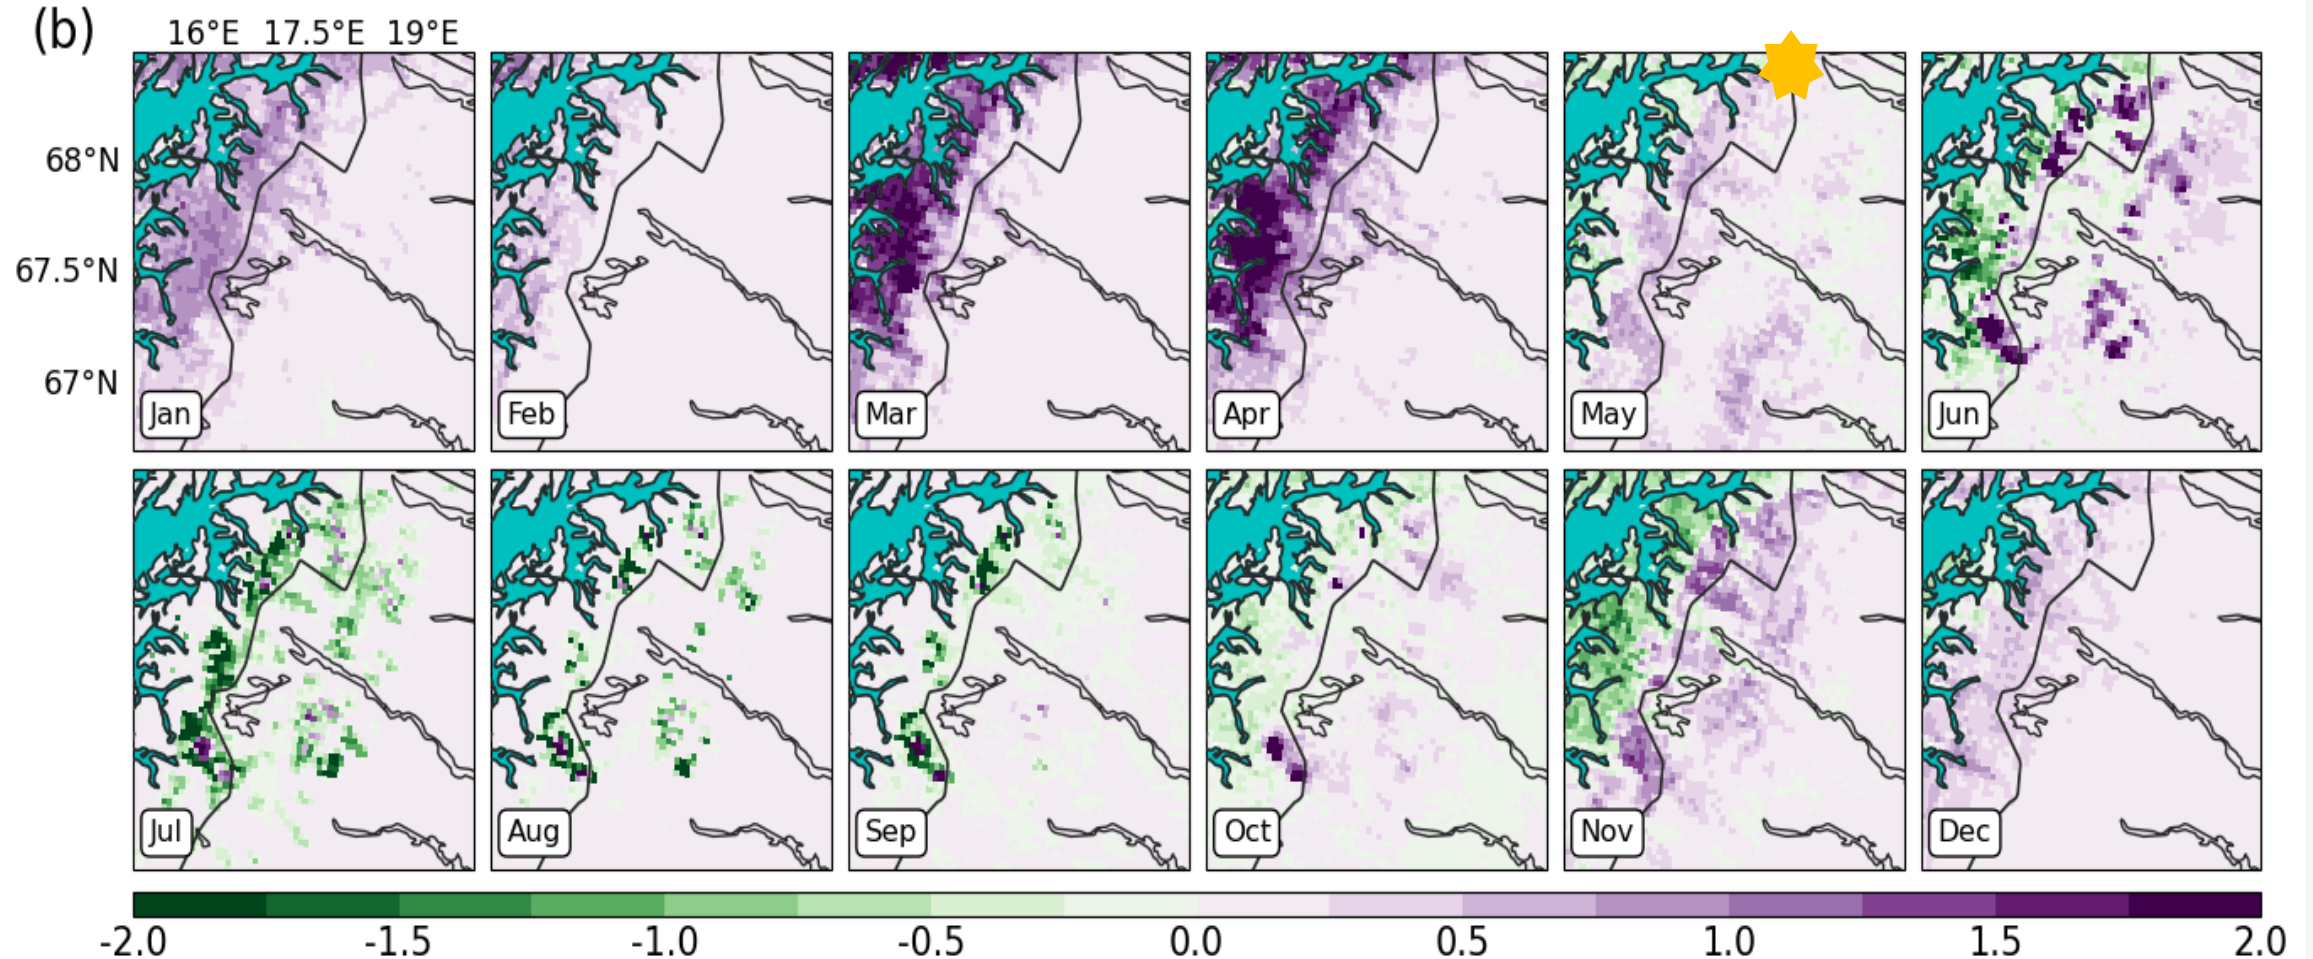 (b)
16°E 17.5°E 19°E
68°N
67.5°N
67°N
Jan Feb Mar Apr May Jun
Jul Aug Sep Oct Nov Dec
-2.0 -1.5 -1.0 -0.5 0.0 0.5 1.0 1.5 2.0